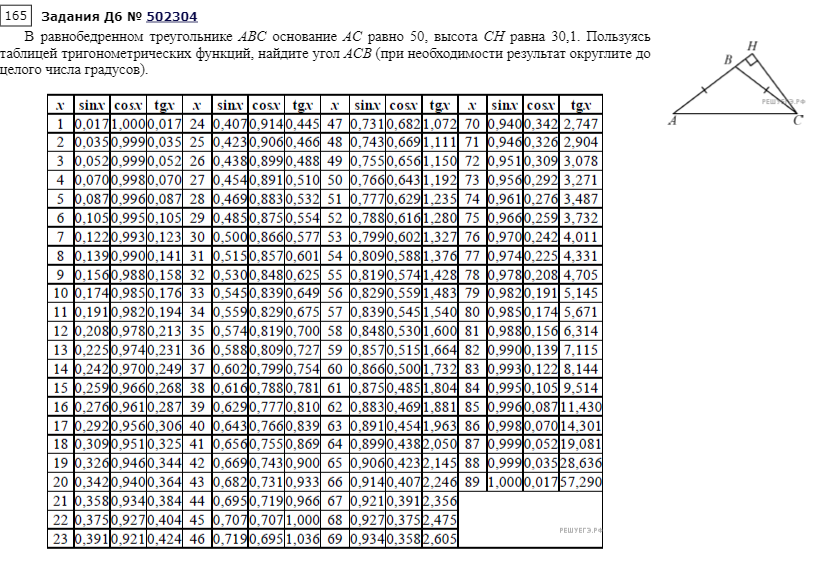 165 Задания Д6 № 502304
В равнобедренном треугольнике ABC основание AC равно 50, высота CH равна 30,1. Пользуясь
таблицей тригонометрических функций, найдите угол ACB (при необходимости результат округлите до
целого числа градусов).
H
B
РЕШУЕГЭ.РФ
A
C
x sinx cosx tgx x sinx cosx tgx x sinx cosx tgx x sinx cosx tgx
1 0,017 1,000 0,017 24 0,407 0,914 0,445 47 0,731 0,682 1,072 70 0,940 0,342 2,747
2 0,035 0,999 0,035 25 0,423 0,906 0,466 48 0,743 0,669 1,111 71 0,946 0,326 2,904
3 0,052 0,999 0,052 26 0,438 0,899 0,488 49 0,755 0,656 1,150 72 0,951 0,309 3,078
4 0,070 0,998 0,070 27 0,454 0,891 0,510 50 0,766 0,643 1,192 73 0,956 0,292 3,271
5 0,087 0,996 0,087 28 0,469 0,883 0,532 51 0,777 0,629 1,235 74 0,961 0,276 3,487
6 0,105 0,995 0,105 29 0,485 0,875 0,554 52 0,788 0,616 1,280 75 0,966 0,259 3,732
7 0,122 0,993 0,123 30 0,500 0,866 0,577 53 0,799 0,602 1,327 76 0,970 0,242 4,011
8 0,139 0,990 0,141 31 0,515 0,857 0,601 54 0,809 0,588 1,376 77 0,974 0,225 4,331
9 0,156 0,988 0,158 32 0,530 0,848 0,625 55 0,819 0,574 1,428 78 0,978 0,208 4,705
10 0,174 0,985 0,176 33 0,545 0,839 0,649 56 0,829 0,559 1,483 79 0,982 0,191 5,145
11 0,191 0,982 0,194 34 0,559 0,829 0,675 57 0,839 0,545 1,540 80 0,985 0,174 5,671
12 0,208 0,978 0,213 35 0,574 0,819 0,700 58 0,848 0,530 1,600 81 0,988 0,156 6,314
13 0,225 0,974 0,231 36 0,588 0,809 0,727 59 0,857 0,515 1,664 82 0,990 0,139 7,115
14 0,242 0,970 0,249 37 0,602 0,799 0,754 60 0,866 0,500 1,732 83 0,993 0,122 8,144
15 0,259 0,966 0,268 38 0,616 0,788 0,781 61 0,875 0,485 1,804 84 0,995 0,105 9,514
16 0,276 0,961 0,287 39 0,629 0,777 0,810 62 0,883 0,469 1,881 85 0,996 0,087 11,430
17 0,292 0,956 0,306 40 0,643 0,766 0,839 63 0,891 0,454 1,963 86 0,998 0,070 14,301
18 0,309 0,951 0,325 41 0,656 0,755 0,869 64 0,899 0,438 2,050 87 0,999 0,052 19,081
19 0,326 0,946 0,344 42 0,669 0,743 0,900 65 0,906 0,423 2,145 88 0,999 0,035 28,636
20 0,342 0,940 0,364 43 0,682 0,731 0,933 66 0,914 0,407 2,246 89 1,000 0,017 57,290
21 0,358 0,934 0,384 44 0,695 0,719 0,966 67 0,921 0,391 2,356
22 0,375 0,927 0,404 45 0,707 0,707 1,000 68 0,927 0,375 2,475
23 0,391 0,921 0,424 46 0,719 0,695 1,036 69 0,934 0,358 2,605
РЕШУЕГЭ.РФ